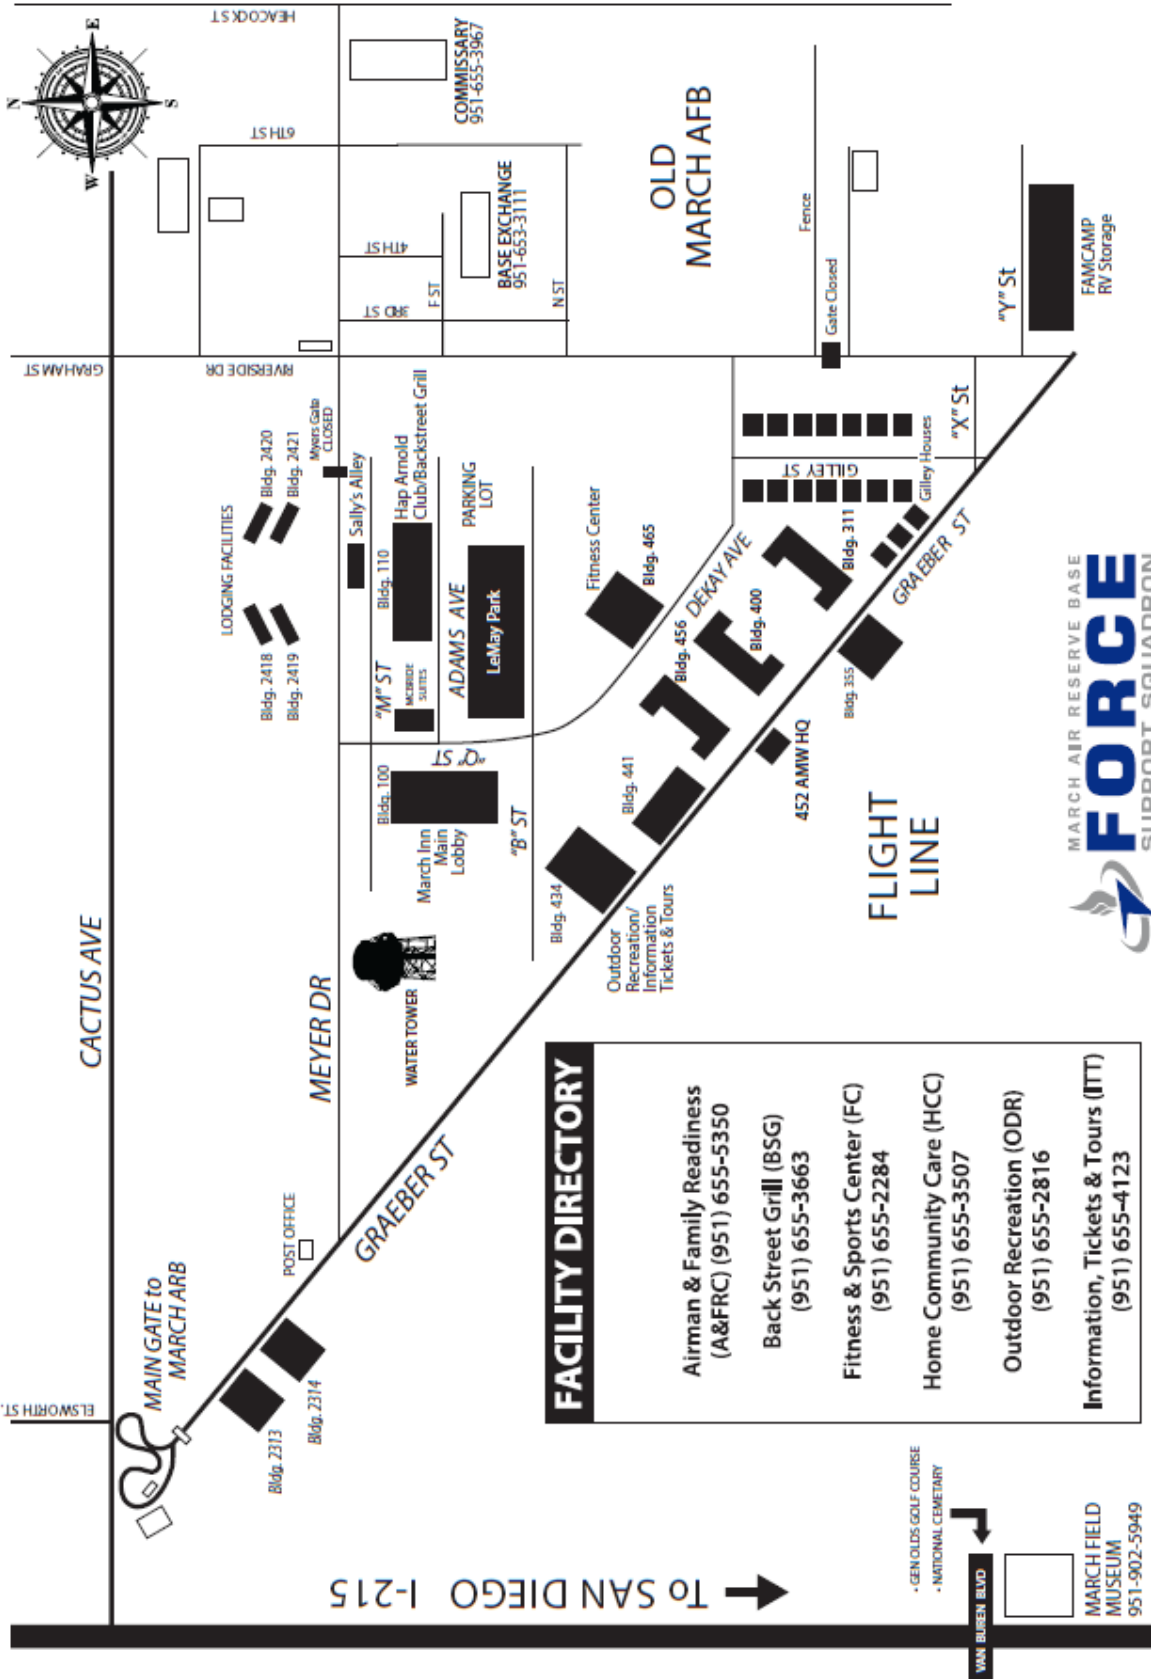 N
E
S
W
HEACOCK ST
6TH ST
COMMISSARY
951-655-3967
4TH ST
3RD ST
F ST
N ST
BASE EXCHANGE
951-653-3111
OLD
MARCH AFB
Fence
Gate Closed
"Y" St
FAMCAMP
RV Storage
GRAHAM ST
RIVERSIDE DR
CACTUS AVE
LODGING FACILITIES
Bldg. 2420
Bldg. 2421
Bldg. 2418
Bldg. 2419
Myers Gate
CLOSED
Sally's Alley
Bldg. 110
Hap Arnold
Club/Backstreet Grill
"M" ST
MCBRIDE
SUITES
ADAMS AVE
PARKING
LOT
LeMay Park
"Q" ST
Bldg. 100
March Inn
Main
Lobby
"B" ST
Fitness Center
Bldg. 465
DEKAY AVE
GILLEY ST
"X" St
Gilley Houses
Bldg. 311
Bldg. 400
Bldg. 456
Bldg. 441
Bldg. 434
Outdoor
Recreation/
Information
Tickets & Tours
GRAEBER ST
Bldg. 355
452 AMW HQ
FLIGHT
LINE
MEYER DR
WATER TOWER
POST OFFICE
GRAEBER ST
MAIN GATE to
MARCH ARB
ELSWORTH ST.
Bldg. 2313
Bldg. 2314
FACILITY DIRECTORY
Airman & Family Readiness
(A&FRC) (951) 655-5350
Back Street Grill (BSG)
(951) 655-3663
Fitness & Sports Center (FC)
(951) 655-2284
Home Community Care (HCC)
(951) 655-3507
Outdoor Recreation (ODR)
(951) 655-2816
Information, Tickets & Tours (ITT)
(951) 655-4123
To SAN DIEGO I-215
• GEN OLDS GOLF COURSE
• NATIONAL CEMETARY
VAN BUREN BLVD
MARCH FIELD
MUSEUM
951-902-5949
MARCH AIR RESERVE BASE
FORCE
SUPPORT SQUADRON